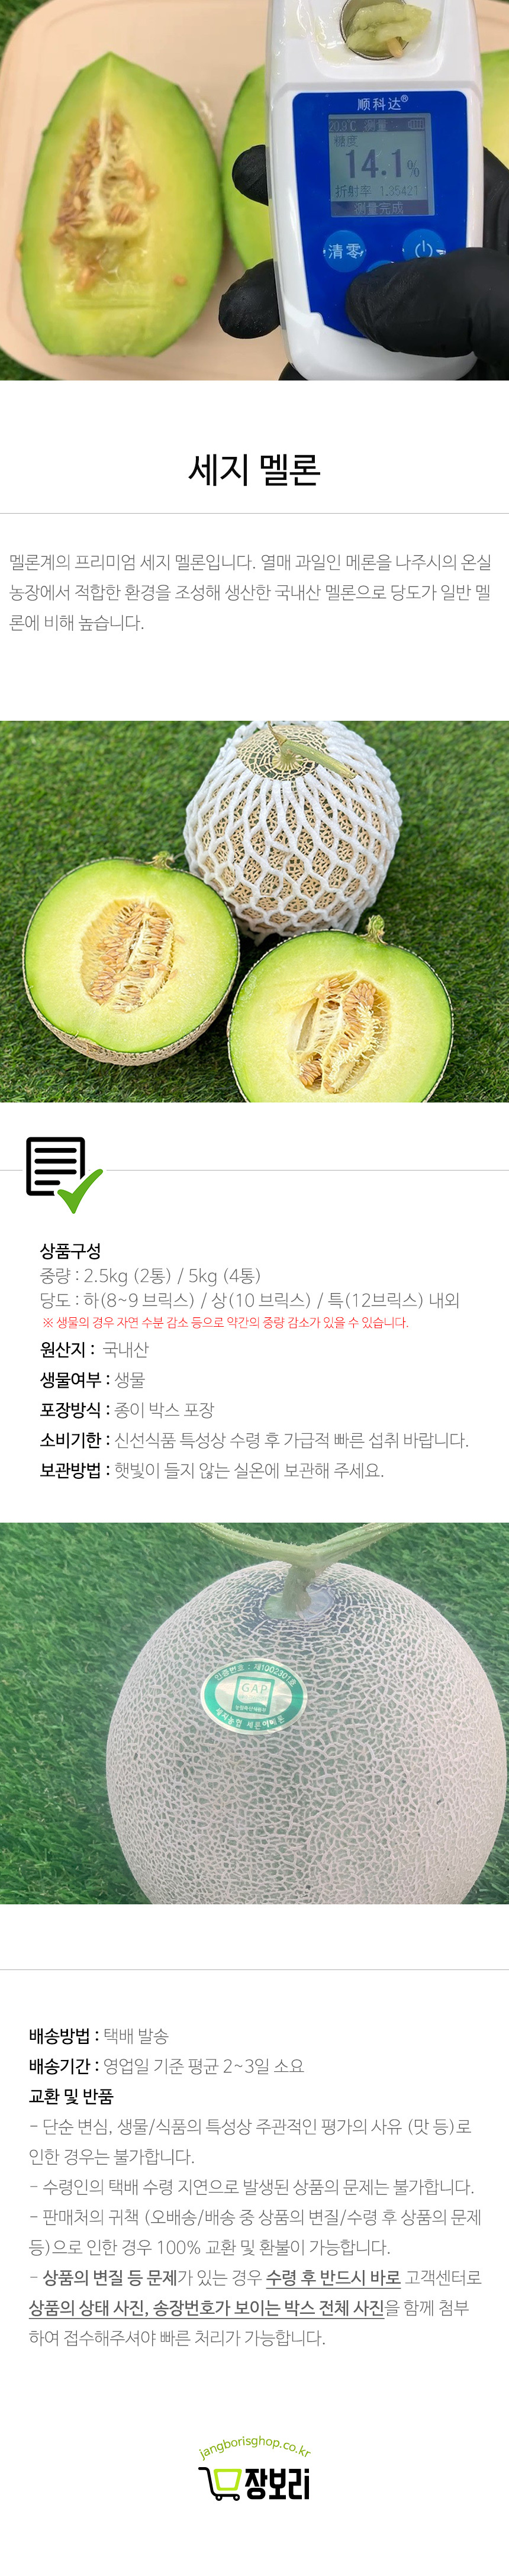 顺科达®
20.9℃ 测量
糖度
14.1%
折射率 1.35421
测量完成
清零
세지 멜론
멜론계의 프리미엄 세지 멜론입니다. 열매 과일인 메론을 나주시의 온실
농장에서 적합한 환경을 조성해 생산한 국내산 멜론으로 당도가 일반 멜
론에 비해 높습니다.
상품구성
중량 : 2.5kg (2통) / 5kg (4통)
당도 : 하(8~9 브릭스) / 상(10 브릭스) / 특(12브릭스) 내외
※ 생물의 경우 자연 수분 감소 등으로 약간의 중량 감소가 있을 수 있습니다.
원산지 : 국내산
생물여부 : 생물
포장방식 : 종이 박스 포장
소비기한 : 신선식품 특성상 수령 후 가급적 빠른 섭취 바랍니다.
보관방법 : 햇빛이 들지 않는 실온에 보관해 주세요.
인증번호 : 제1002301호
GAP
배송방법 : 택배 발송
배송기간 : 영업일 기준 평균 2~3일 소요
교환 및 반품
- 단순 변심, 생물/식품의 특성상 주관적인 평가의 사유 (맛 등)로
인한 경우는 불가합니다.
- 수령인의 택배 수령 지연으로 발생된 상품의 문제는 불가합니다.
- 판매처의 귀책 (오배송/배송 중 상품의 변질/수령 후 상품의 문제
등)으로 인한 경우 100% 교환 및 환불이 가능합니다.
- 상품의 변질 등 문제가 있는 경우 수령 후 반드시 바로 고객센터로
상품의 상태 사진, 송장번호가 보이는 박스 전체 사진을 함께 첨부
하여 접수해주셔야 빠른 처리가 가능합니다.
jangborisghop.co.kr
장보리